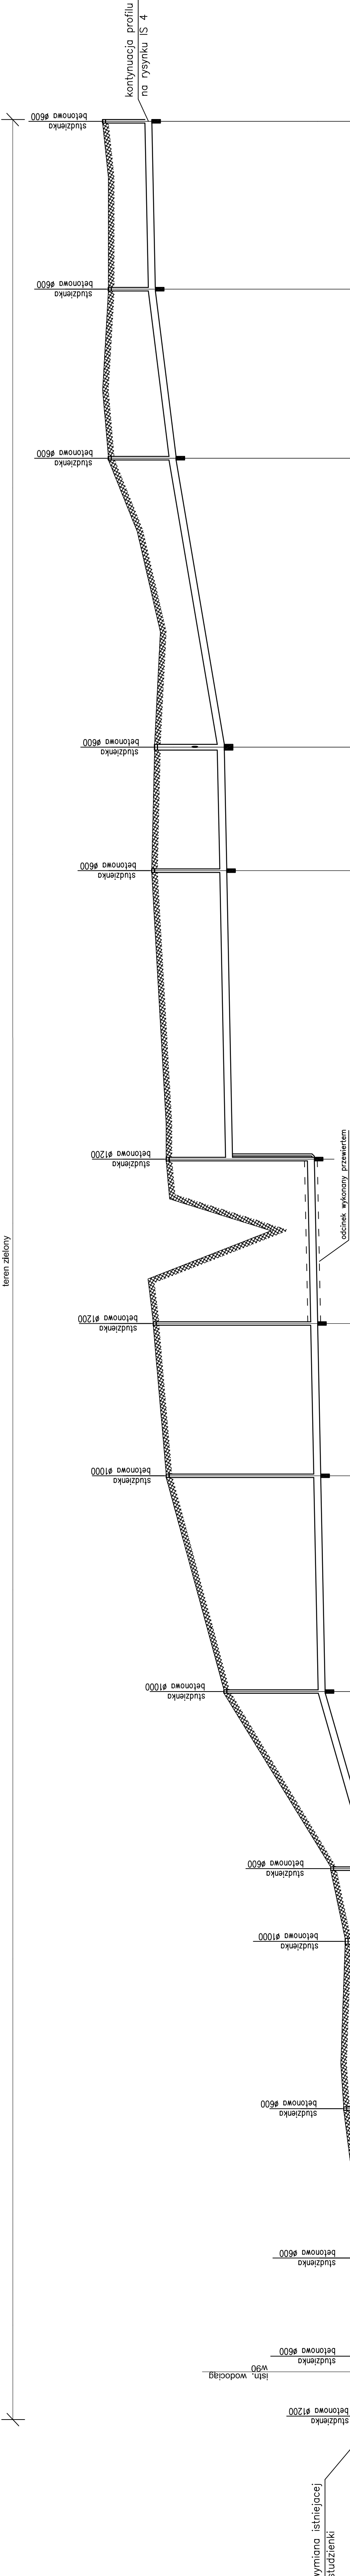 kontynuacja profilu
na rysynku IS 4
studzienka
betonowa ø600
studzienka
betonowa ø600
studzienka
betonowa ø600
studzienka
betonowa ø600
studzienka
betonowa ø600
studzienka
betonowa ø1200
odcinek wykonany przewiertem
teren zielony
studzienka
betonowa ø1200
studzienka
betonowa ø1000
studzienka
betonowa ø1000
studzienka
betonowa ø600
studzienka
betonowa ø1000
studzienka
betonowa ø600
studzienka
betonowa ø600
studzienka
betonowa ø600
istn. wodociąg
w90
studzienka
betonowa ø1200
ymiana istniejacej
studzienki